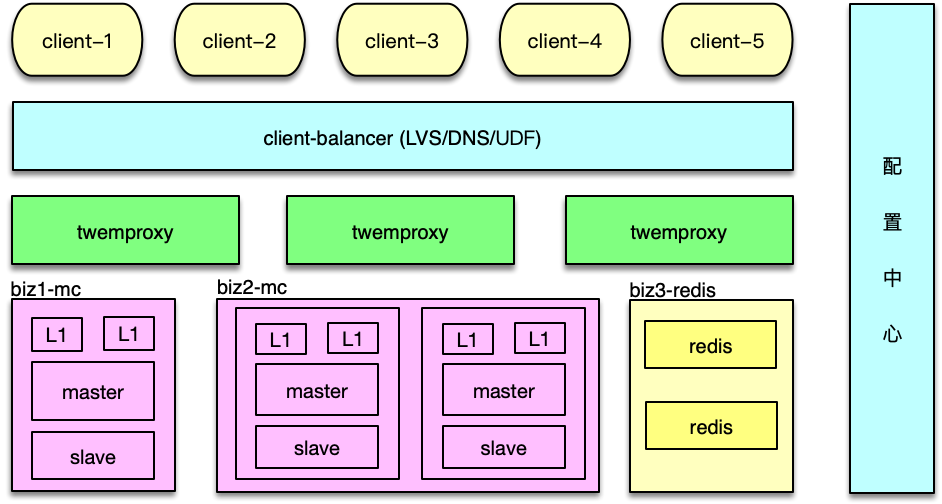 client–1
client–2
client–3
client–4
client–5
client-balancer (LVS/DNS/UDF)
twemproxy
twemproxy
twemproxy
biz1-mc
L1
L1
master
slave
biz2-mc
L1
L1
master
slave
L1
L1
master
slave
biz3-redis
redis
redis
配
置
中
心